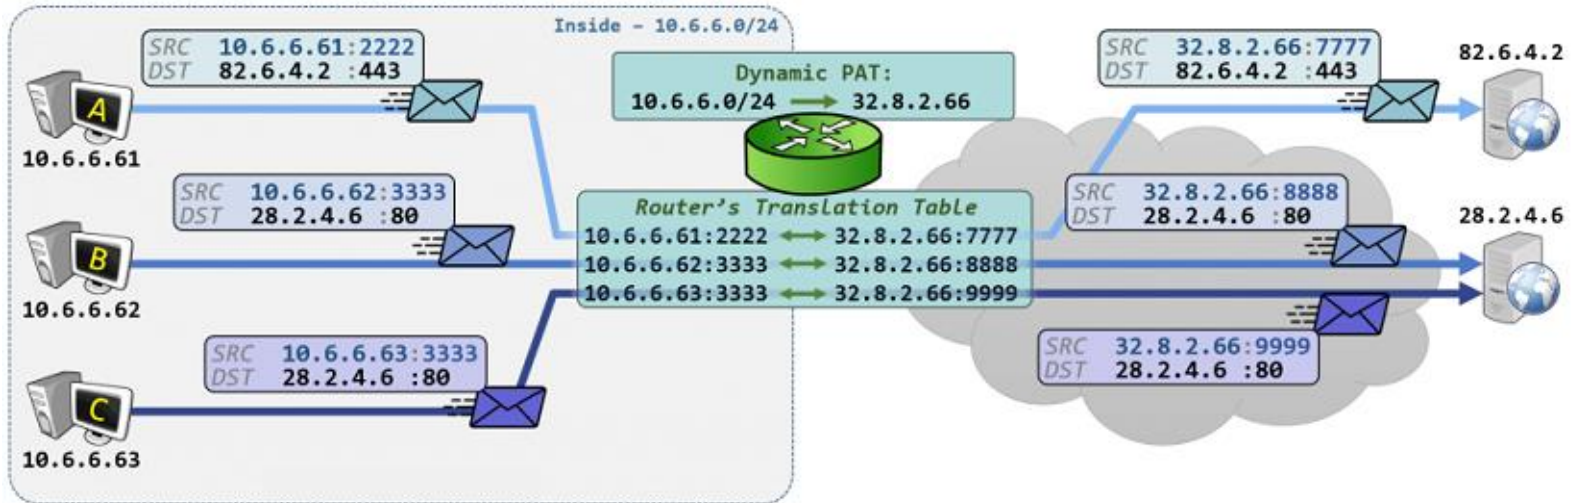 Inside – 10.6.6.0/24
SRC 10.6.6.61:2222
DST 82.6.4.2 :443
A
10.6.6.61
Dynamic PAT:
10.6.6.0/24 32.8.2.66
SRC 32.8.2.66:7777
DST 82.6.4.2 :443
82.6.4.2
SRC 10.6.6.62:3333
DST 28.2.4.6 :80
B
10.6.6.62
Router's Translation Table
10.6.6.61:2222 32.8.2.66:7777
10.6.6.62:3333 32.8.2.66:8888
10.6.6.63:3333 32.8.2.66:9999
SRC 32.8.2.66:8888
DST 28.2.4.6 :80
28.2.4.6
SRC 10.6.6.63:3333
DST 28.2.4.6 :80
C
10.6.6.63
SRC 32.8.2.66:9999
DST 28.2.4.6 :80